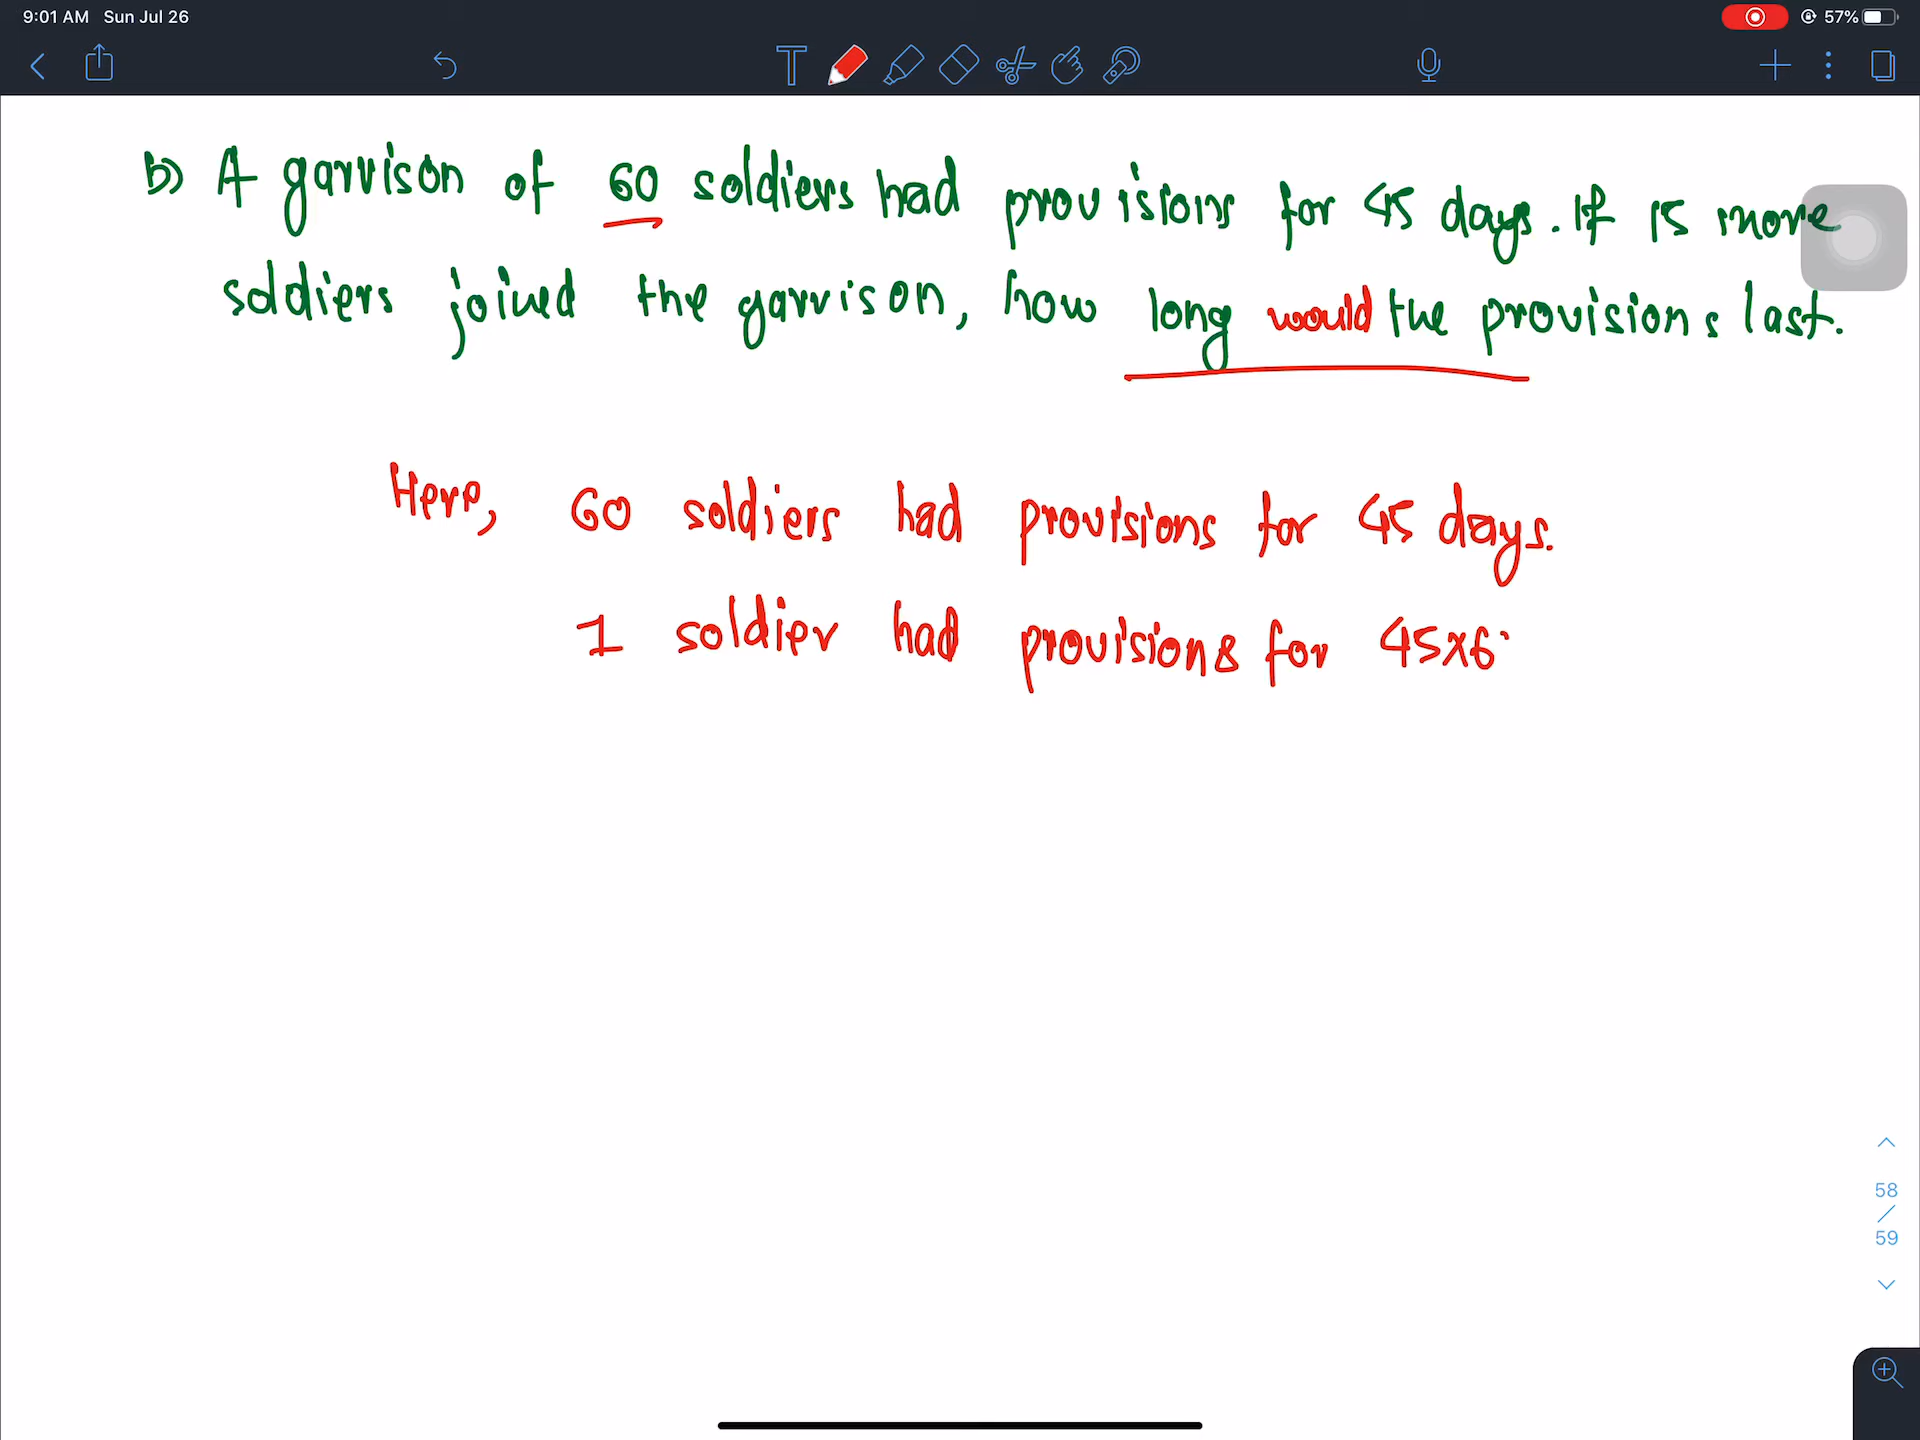 9:01 AM Sun Jul 26
57%
b) A garrison of 60 soldiers had provisions for 45 days. If 15 more
soldiers joined the garrison, how long would the provisions last.
Here, 60 soldiers had provisions for 45 days.
1 soldier had provisions for 45x6
58
/
59